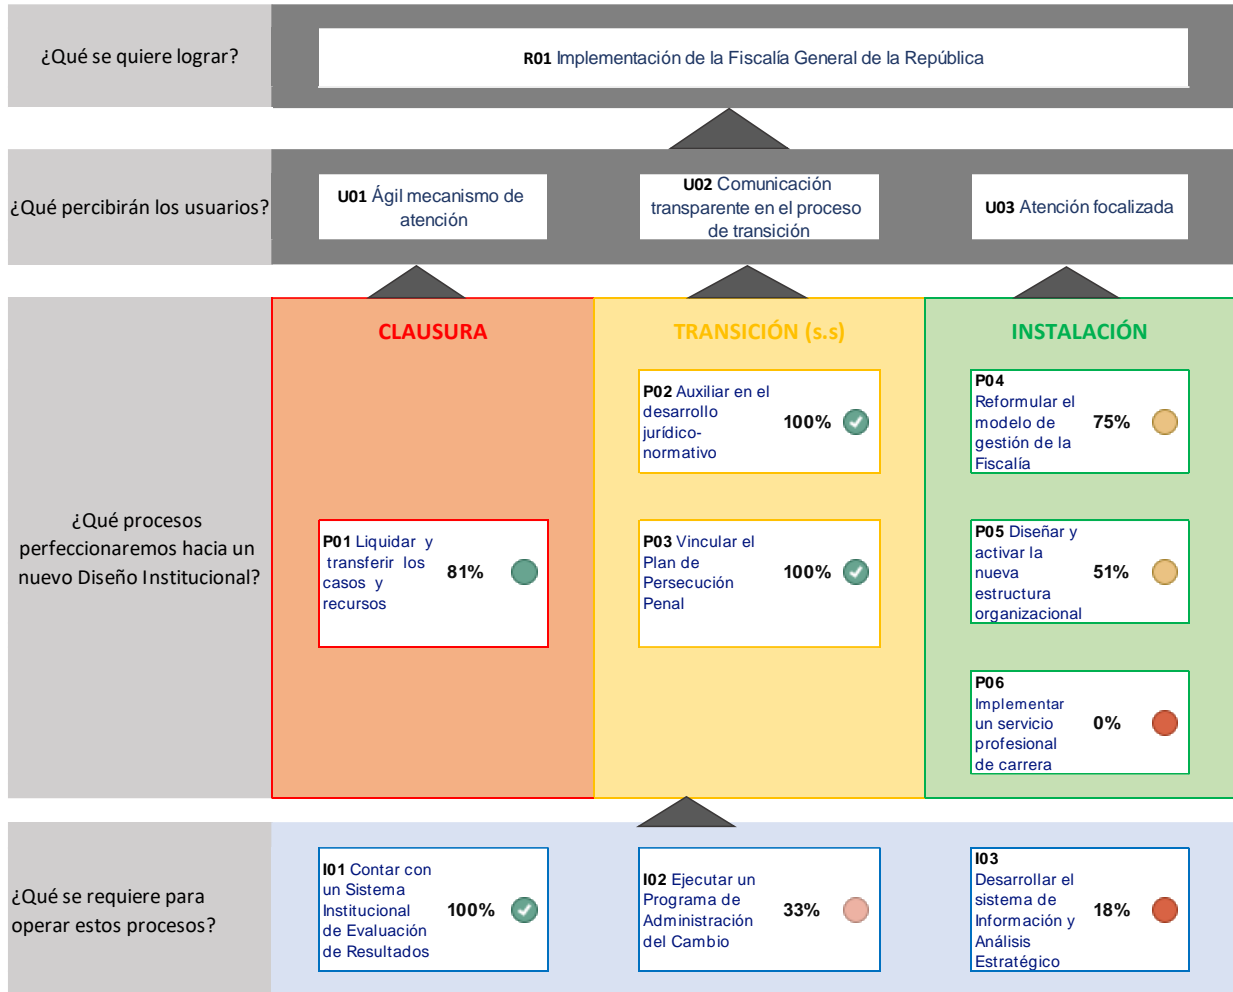 ¿Qué se quiere lograr?
R01 Implementación de la Fiscalía General de la República
¿Qué percibirán los usuarios?
U01 Ágil mecanismo de
atención
U02 Comunicación
transparente en el proceso
de transición
U03 Atención focalizada
¿Qué procesos
perfeccionaremos hacia un
nuevo Diseño Institucional?
CLAUSURA
P01 Liquidar y
transferir los
casos y
recursos
81%
TRANSICIÓN (s.s)
P02 Auxiliar en el
desarrollo
jurídico-
normativo
100%
P03 Vincular el
Plan de
Persecución
Penal
100%
INSTALACIÓN
P04
Reformular el
modelo de
gestión de la
Fiscalía
75%
P05 Diseñar y
activar la
nueva
estructura
organizacional
51%
P06
Implementar
un servicio
profesional
de carrera
0%
¿Qué se requiere para
operar estos procesos?
I01 Contar con
un Sistema
Institucional
de Evaluación
de Resultados
100%
I02 Ejecutar un
Programa de
Administración
del Cambio
33%
I03
Desarrollar el
sistema de
Información y
Análisis
Estratégico
18%